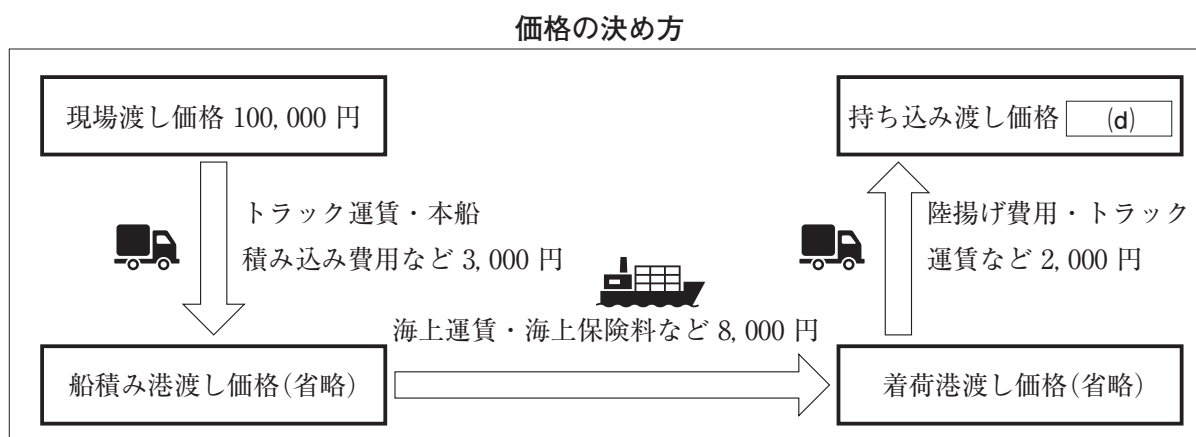 価格の決め方
現場渡し価格 100,000 円
持ち込み渡し価格 (d)
トラック運賃・本船
積み込み費用など 3,000 円
陸揚げ費用・トラック
運賃など 2,000 円
海上運賃・海上保険料など 8,000 円
船積み港渡し価格(省略)
着荷港渡し価格(省略)